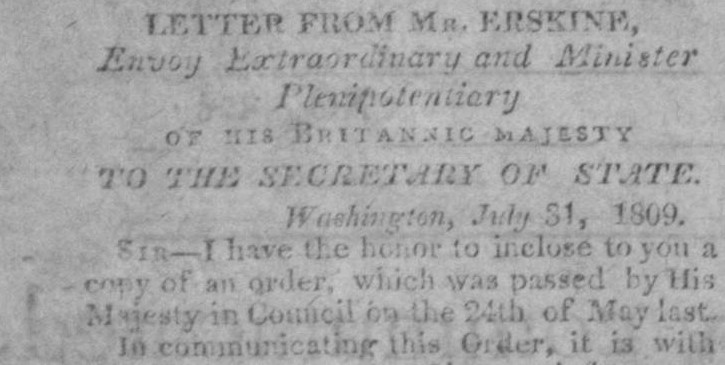 LETTER FROM MR. ERSKINE,
Envoy Extraordinary and Minister
Plenipotentiary
OF HIS BRITANNIC MAJESTY
TO THE SECRETARY OF STATE.
Washington, July 31, 1809.
SIR—I have the honor to inclose to you a
copy of an order, which was passed by His
Majesty in Council on the 24th of May last.
In communicating this Order, it is with